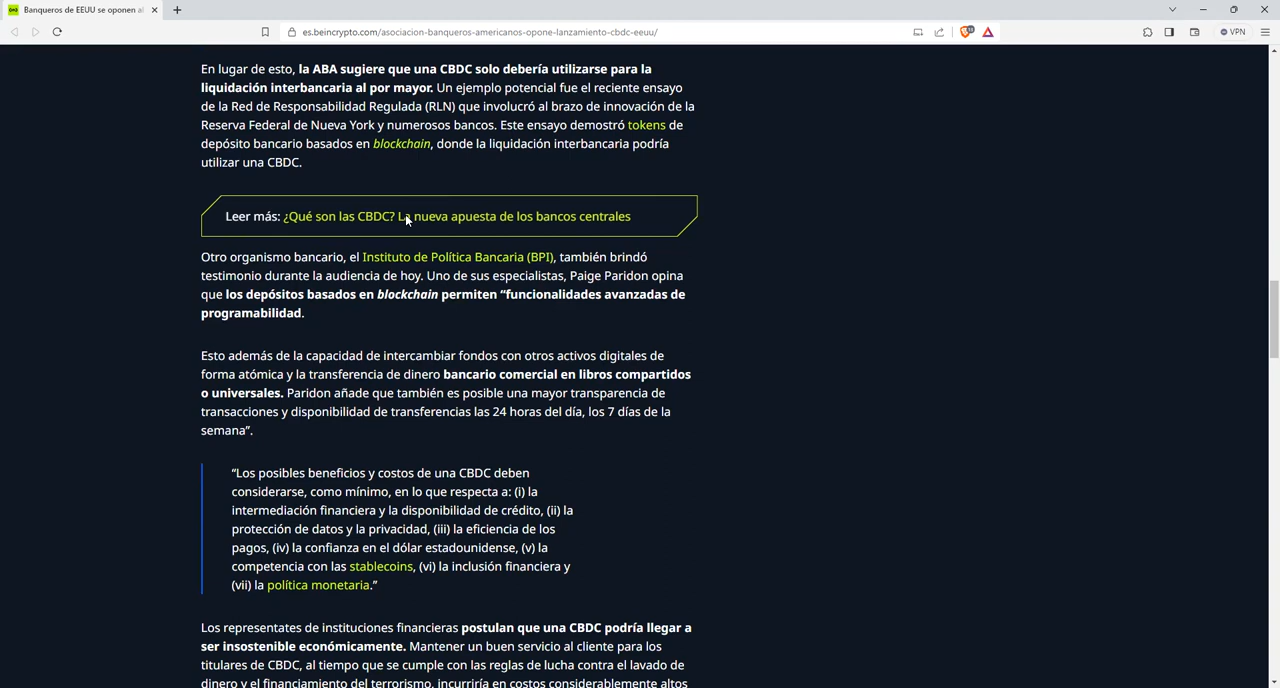 Banqueros de EEUU se oponen al
es.beincrypto.com/asociacion-banqueros-americanos-opone-lanzamiento-cbdc-eeuu/
VPN
En lugar de esto, la ABA sugiere que una CBDC solo debería utilizarse para la
liquidación interbancaria al por mayor. Un ejemplo potencial fue el reciente ensayo
de la Red de Responsabilidad Regulada (RLN) que involucró al brazo de innovación de la
Reserva Federal de Nueva York y numerosos bancos. Este ensayo demostró tokens de
depósito bancario basados en blockchain, donde la liquidación interbancaria podría
utilizar una CBDC.
Leer más: ¿Qué son las CBDC? La nueva apuesta de los bancos centrales
Otro organismo bancario, el Instituto de Política Bancaria (BPI), también brindó
testimonio durante la audiencia de hoy. Uno de sus especialistas, Paige Paridon opina
que los depósitos basados en blockchain permiten “funcionalidades avanzadas de
programabilidad.
Esto además de la capacidad de intercambiar fondos con otros activos digitales de
forma atómica y la transferencia de dinero bancario comercial en libros compartidos
o universales. Paridon añade que también es posible una mayor transparencia de
transacciones y disponibilidad de transferencias las 24 horas del día, los 7 días de la
semana”.
“Los posibles beneficios y costos de una CBDC deben
considerarse, como mínimo, en lo que respecta a: (i) la
intermediación financiera y la disponibilidad de crédito, (ii) la
protección de datos y la privacidad, (iii) la eficiencia de los
pagos, (iv) la confianza en el dólar estadounidense, (v) la
competencia con las stablecoins, (vi) la inclusión financiera y
(vii) la política monetaria.”
Los representates de instituciones financieras postulan que una CBDC podría llegar a
ser insostenible económicamente. Mantener un buen servicio al cliente para los
titulares de CBDC, al tiempo que se cumple con las reglas de lucha contra el lavado de
dinero y el financiamiento del terrorismo, incurriría en costos considerablemente altos